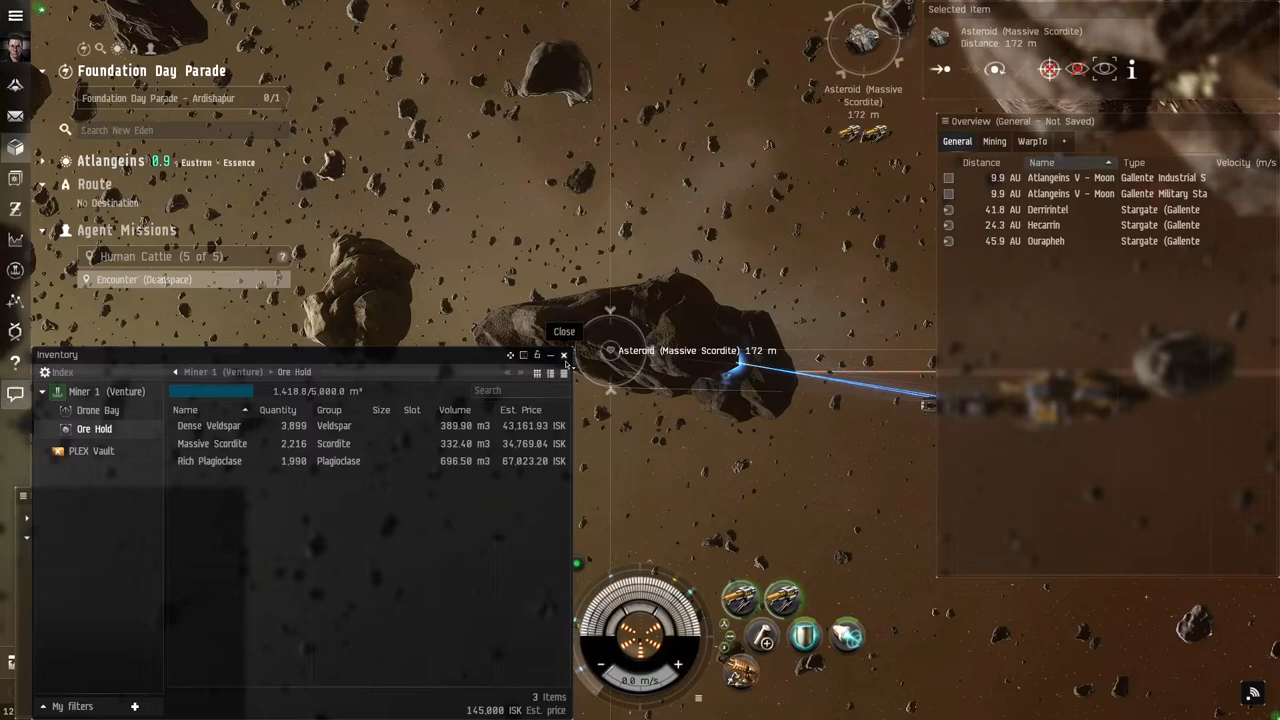 Foundation Day Parade
Foundation Day Parade - Ardishapur 0/1
Search New Eden
Atlangeins 0.9 < Eustron < Essence
Route
No Destination
Agent Missions
Human Cattle (5 of 5) ?
Encounter (Deadspace)
Asteroid (Massive
Scordite)
172 m
Selected Item
Asteroid (Massive Scordite)
Distance: 172 m
Overview (General - Not Saved)
General Mining WarpTo +
Distance Name Type Velocity (m/s
9.9 AU Atlangeins V - Moon Gallente Industrial S
9.9 AU Atlangeins V - Moon Gallente Military Sta
41.8 AU Derririntel Stargate (Gallente
24.3 AU Hecarrin Stargate (Gallente
45.9 AU Ourapheh Stargate (Gallente
Close
Asteroid (Massive Scordite) 172 m
Inventory
Index
Miner 1 (Venture) > Ore Hold
Miner 1 (Venture)
Drone Bay
Ore Hold
PLEX Vault
1,418.8/5,000.0 m³
Search
Name Quantity Group Size Slot Volume Est. Price
Dense Veldspar 3,899 Veldspar 389.90 m3 43,161.93 ISK
Massive Scordite 2,216 Scordite 332.40 m3 34,769.04 ISK
Rich Plagioclase 1,990 Plagioclase 696.50 m3 67,023.20 ISK
3 Items
My filters +
145,000 ISK Est. price
0.0 m/s
12